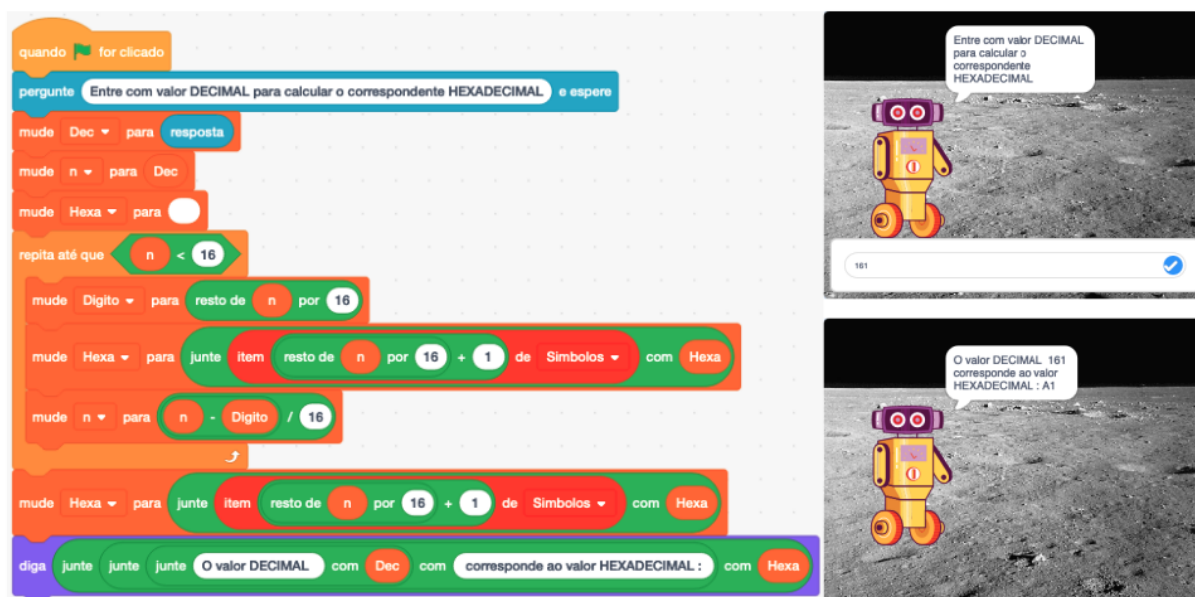 quando for clicado
pergunte Entre com valor DECIMAL para calcular o correspondente HEXADECIMAL e espere
mude Dec para resposta
mude n para Dec
mude Hexa para
repita até que n < 16
mude Digito para resto de n por 16
mude Hexa para junte item resto de n por 16 + 1 de Simbolos com Hexa
mude n para n - Digito / 16
mude Hexa para junte item resto de n por 16 + 1 de Simbolos com Hexa
diga junte junte junte O valor DECIMAL com Dec com corresponde ao valor HEXADECIMAL : com Hexa
Entre com valor DECIMAL
para calcular o
correspondente
HEXADECIMAL
161
O valor DECIMAL 161
corresponde ao valor
HEXADECIMAL : A1